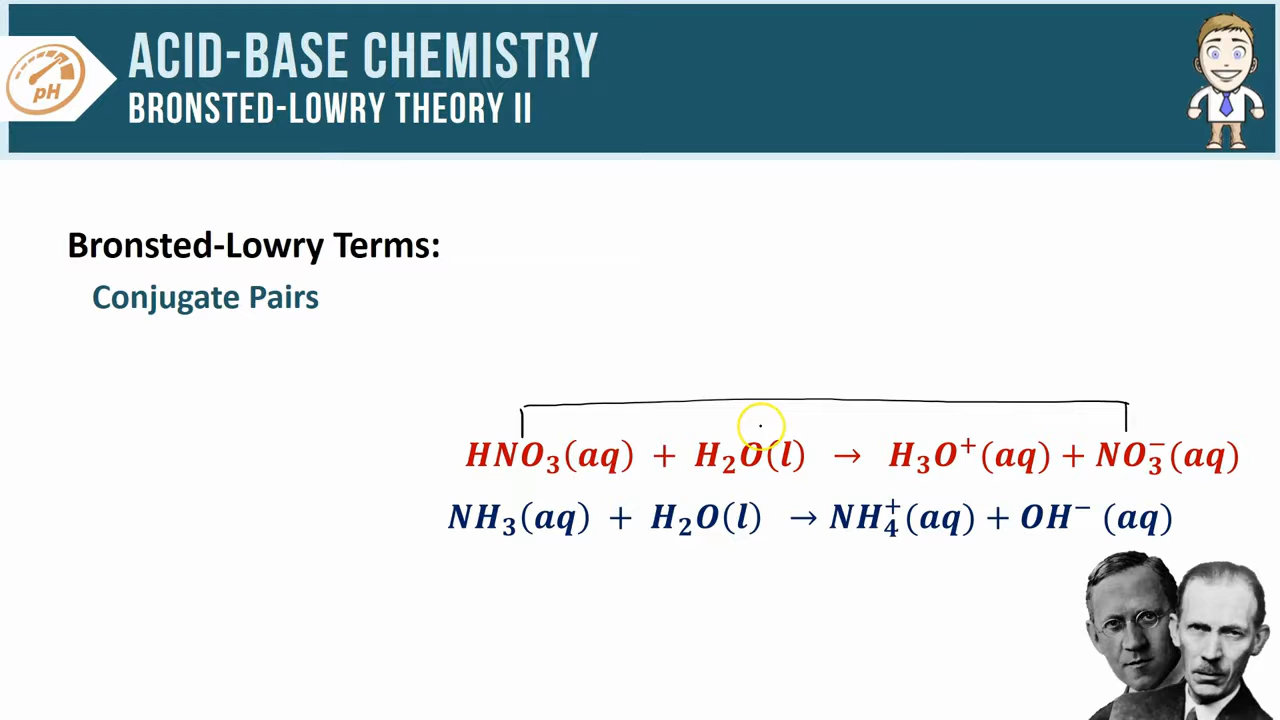 ACID-BASE CHEMISTRY
pH
BRONSTED-LOWRY THEORY II
Bronsted-Lowry Terms:
Conjugate Pairs
HNO₃(aq) + H₂O(l) → H₃O⁺(aq) + NO₃⁻(aq)
NH₃(aq) + H₂O(l) → NH₄⁺(aq) + OH⁻ (aq)